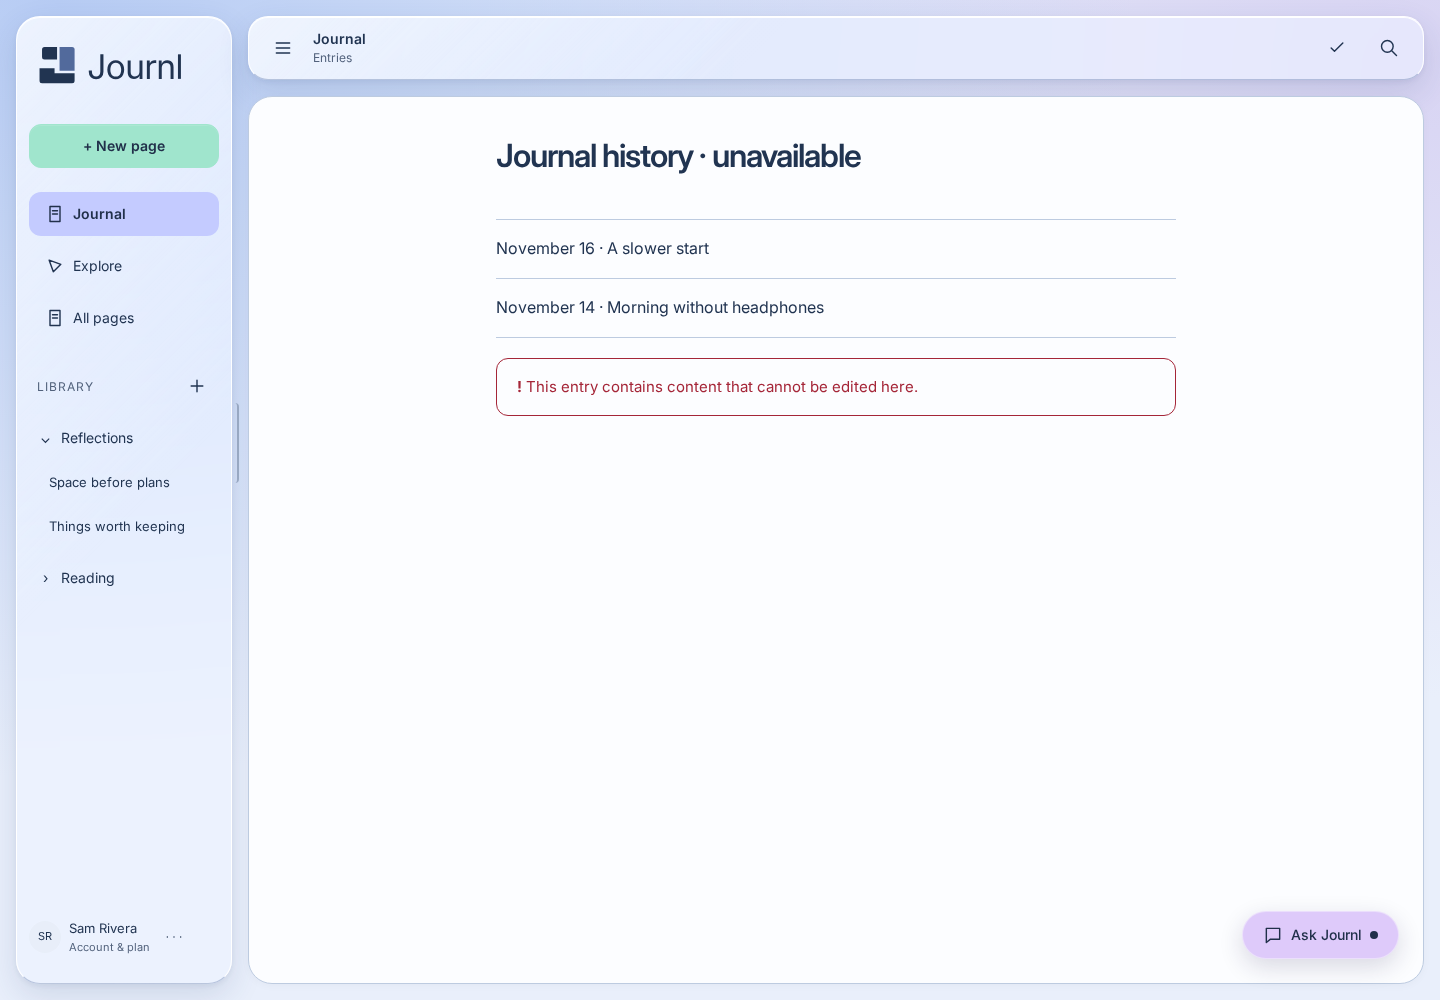 Journl
+ New page
Journal
Explore
All pages
LIBRARY
Reflections
Space before plans
Things worth keeping
Reading
SR
Sam Rivera
Account & plan
···
Journal
Entries
Journal history · unavailable
November 16 · A slower start
November 14 · Morning without headphones
! This entry contains content that cannot be edited here.
Ask Journl